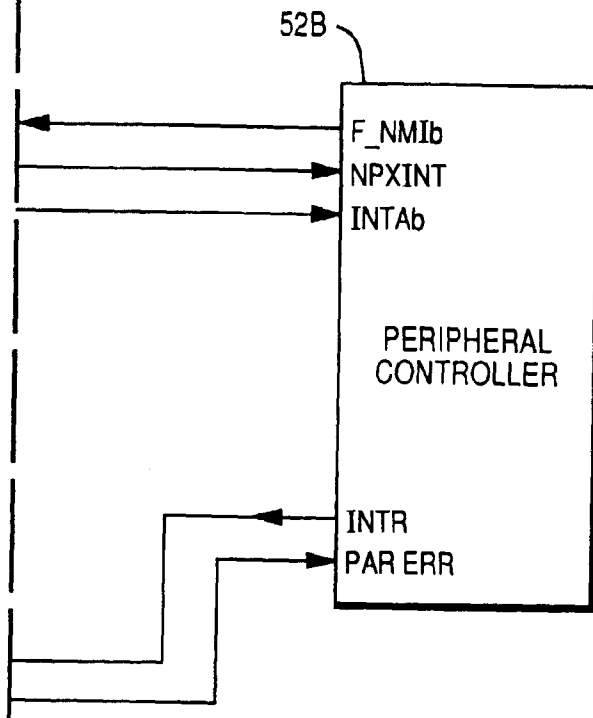 52B
F_NMIb
NPXINT
INTAb
PERIPHERAL
CONTROLLER
INTR
PAR ERR